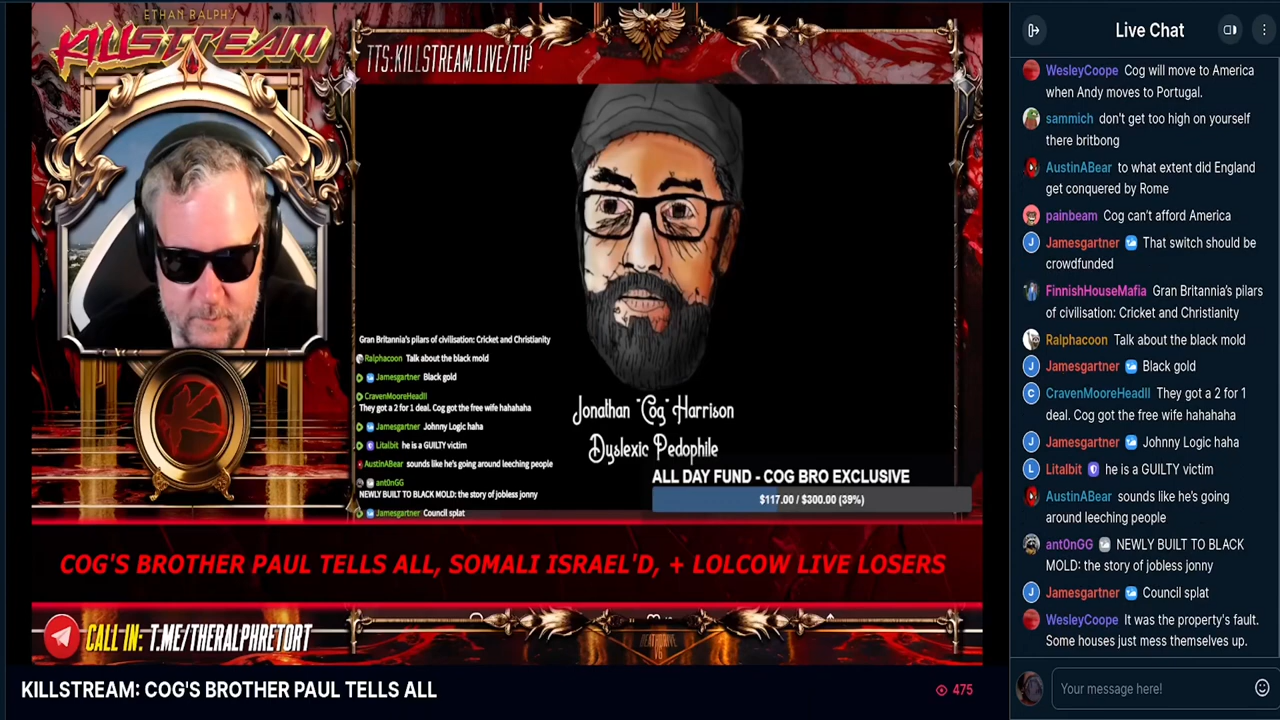 ETHAN RALPH'S
KILLSTREAM
TTS:KILLSTREAM.LIVE/TIP
Gran Britannia's pilars of civilisation: Cricket and Christianity
Ralphacoon Talk about the black mold
Jamesgartner Black gold
CravenMooreHeadII
They got a 2 for 1 deal. Cog got the free wife hahahaha
Jamesgartner Johnny Logic haha
Litalbit he is a GUILTY victim
AustinABear sounds like he's going around leeching people
ant0nGG
NEWLY BUILT TO BLACK MOLD: the story of jobless jonny
Jamesgartner Council splat
Jonathan "Cog" Harrison
Dyslexic Pedophile
ALL DAY FUND - COG BRO EXCLUSIVE
$117.00 / $300.00 (39%)
COG'S BROTHER PAUL TELLS ALL, SOMALI ISRAEL'D, + LOLCOW LIVE LOSERS
CALL IN: T.ME/THERALPHRETORT
KILLSTREAM: COG'S BROTHER PAUL TELLS ALL
475
Live Chat
WesleyCoope Cog will move to America
when Andy moves to Portugal.
sammich don't get too high on yourself
there britbong
AustinABear to what extent did England
get conquered by Rome
painbeam Cog can't afford America
J Jamesgartner That switch should be
crowdfunded
FinnishHouseMafia Gran Britannia's pilars
of civilisation: Cricket and Christianity
Ralphacoon Talk about the black mold
J Jamesgartner Black gold
C CravenMooreHeadII They got a 2 for 1
deal. Cog got the free wife hahahaha
J Jamesgartner Johnny Logic haha
L Litalbit he is a GUILTY victim
AustinABear sounds like he's going
around leeching people
ant0nGG NEWLY BUILT TO BLACK
MOLD: the story of jobless jonny
J Jamesgartner Council splat
WesleyCoope It was the property's fault.
Some houses just mess themselves up.
Your message here!